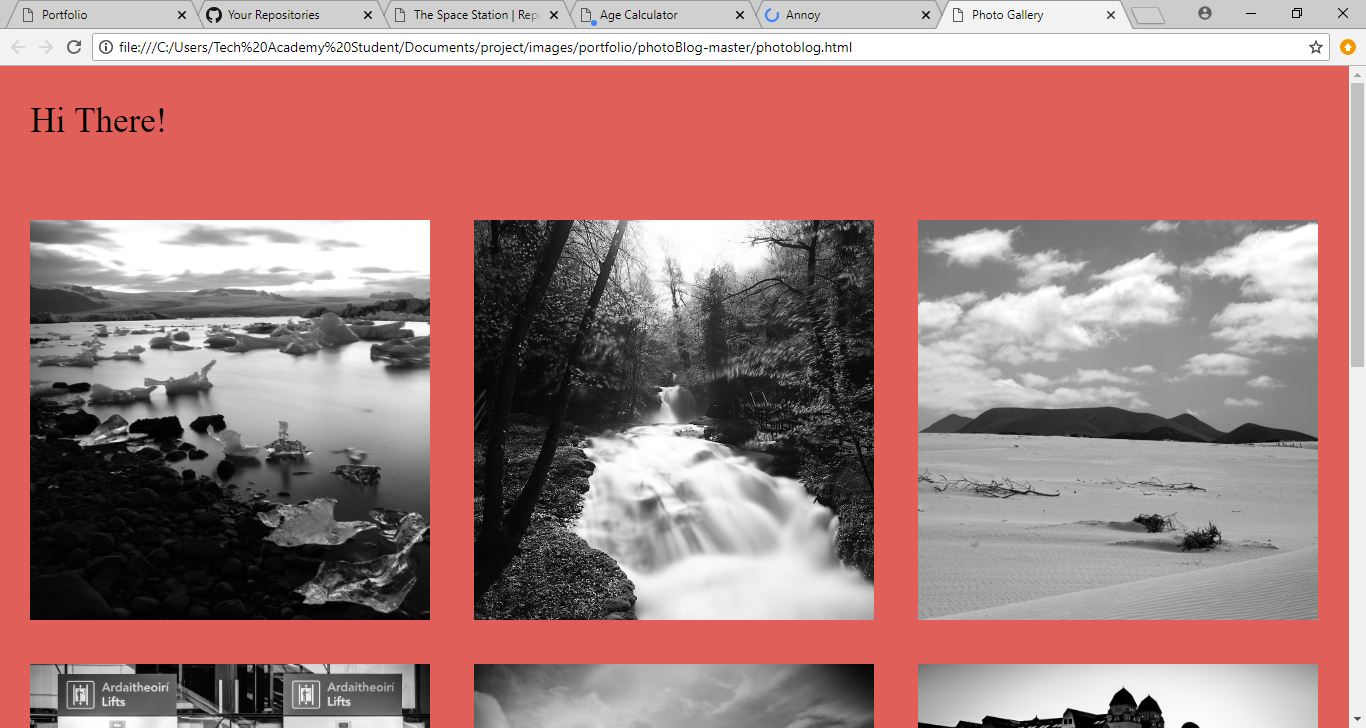 Portfolio
Your Repositories
The Space Station | Rep
Age Calculator
Annoy
Photo Gallery
file:///C:/Users/Tech%20Academy%20Student/Documents/project/images/portfolio/photoBlog-master/photoblog.html
Hi There!
Ardaitheoirí
Lifts
Ardaitheoirí
Lifts